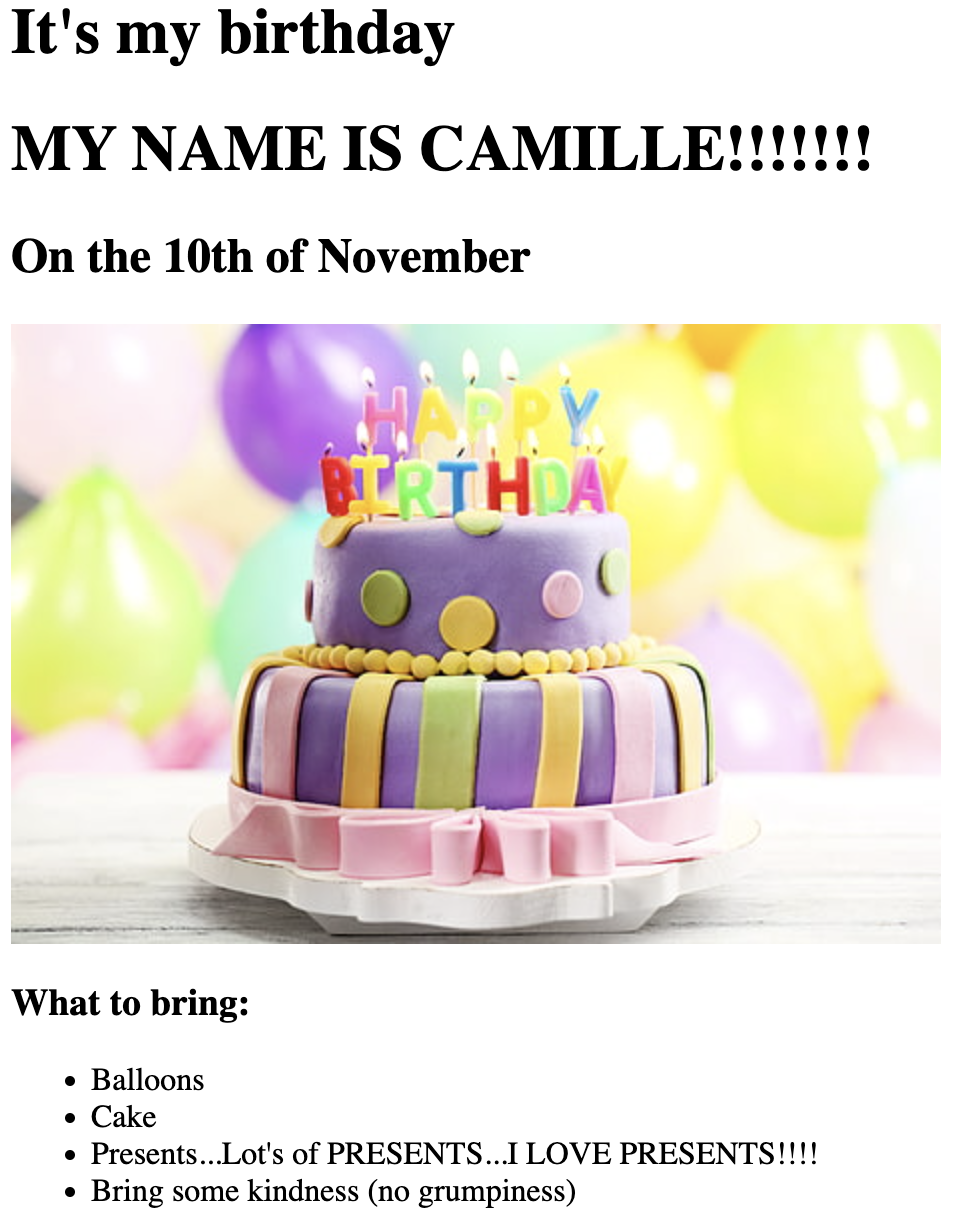 It's my birthday
MY NAME IS CAMILLE!!!!!!!
On the 10th of November
HAPPY
BIRTHDAY
What to bring:
Balloons
Cake
Presents...Lot's of PRESENTS...I LOVE PRESENTS!!!!
Bring some kindness (no grumpiness)